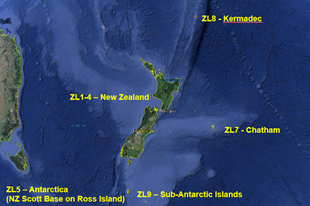 ZL8 - Kermadec
ZL1-4 – New Zealand
ZL7 - Chatham
ZL5 – Antarctica
(NZ Scott Base on Ross Island)
ZL9 – Sub-Antarctic Islands